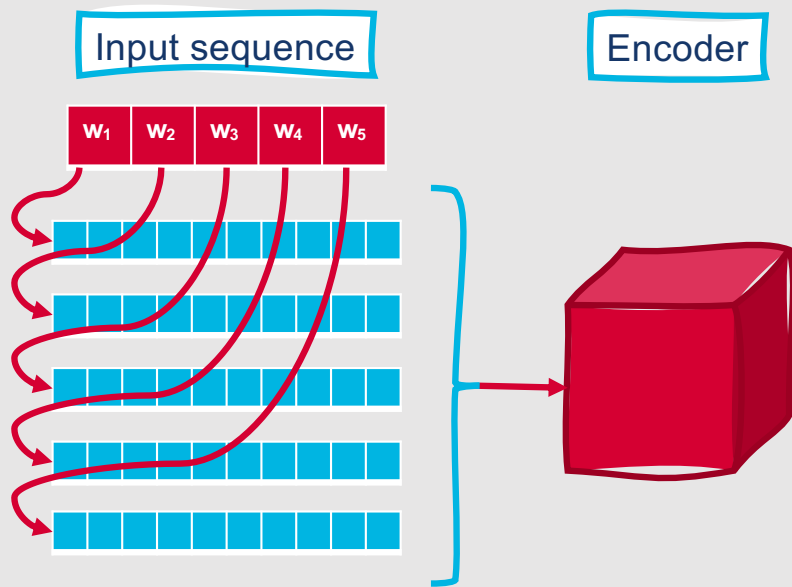 Input sequence
Encoder
w₁ w₂ w₃ w₄ w₅